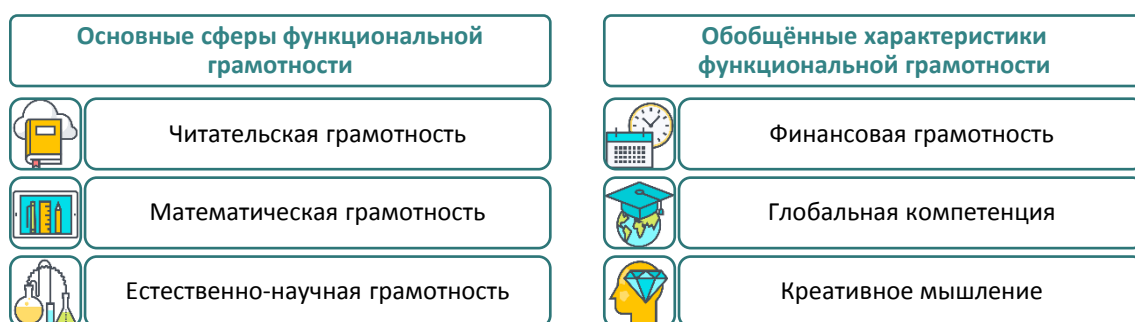 Основные сферы функциональной
грамотности
Читательская грамотность
Математическая грамотность
Естественно-научная грамотность
Обобщённые характеристики
функциональной грамотности
Финансовая грамотность
Глобальная компетенция
Креативное мышление